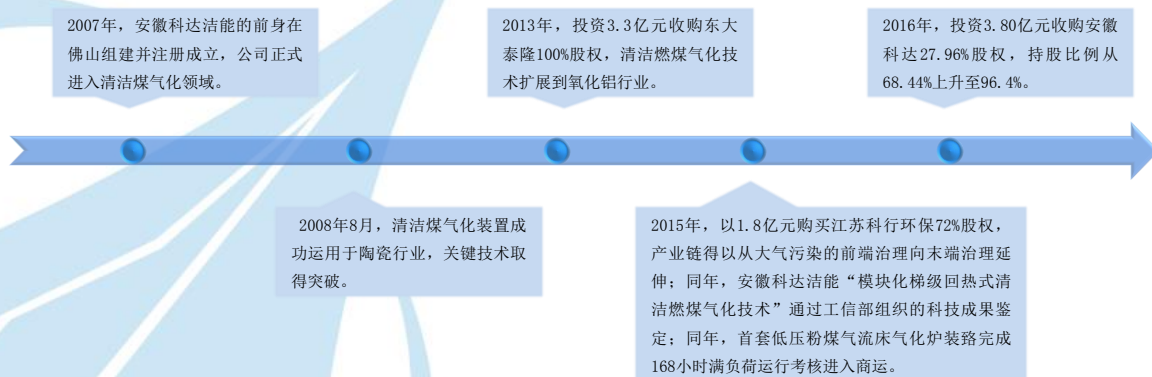 2007年，安徽科达洁能的前身在
佛山组建并注册成立，公司正式
进入清洁煤气化领域。
2008年8月，清洁煤气化装置成
功运用于陶瓷行业，关键技术取
得突破。
2013年，投资3.3亿元收购东大
泰隆100%股权，清洁燃煤气化技
术扩展到氧化铝行业。
2015年，以1.8亿元购买江苏科行环保72%股权，
产业链得以从大气污染的前端治理向末端治理延
伸；同年，安徽科达洁能“模块化梯级回热式清
洁燃煤气化技术”通过工信部组织的科技成果鉴
定；同年，首套低压粉煤气流床气化炉装臵完成
168小时满负荷运行考核进入商运。
2016年，投资3.80亿元收购安徽
科达27.96%股权，持股比例从
68.44%上升至96.4%。